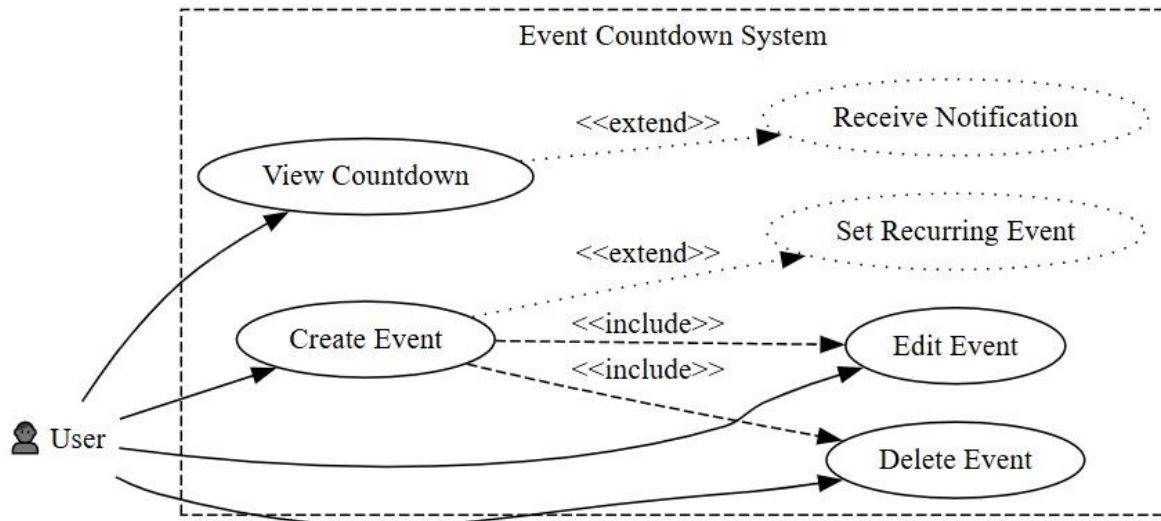 Event Countdown System
Receive Notification
<<extend>>
View Countdown
Set Recurring Event
<<extend>>
<<include>>
Create Event
Edit Event
<<include>>
User
Delete Event